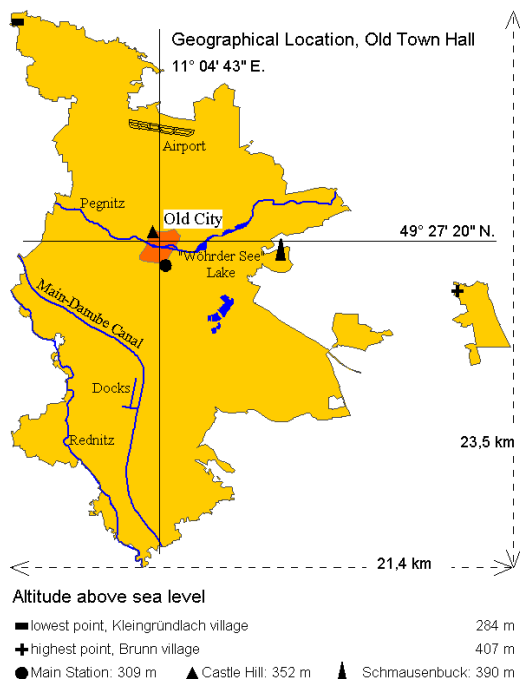 Geographical Location, Old Town Hall
11° 04' 43" E.
Airport
Pegnitz
Old City
49° 27' 20" N.
"Wöhrder See"
Lake
Main-Danube Canal
Docks
Rednitz
23,5 km
21,4 km
Altitude above sea level
lowest point, Kleingründlach village 284 m
highest point, Brunn village 407 m
Main Station: 309 m Castle Hill: 352 m Schmausenbuck: 390 m